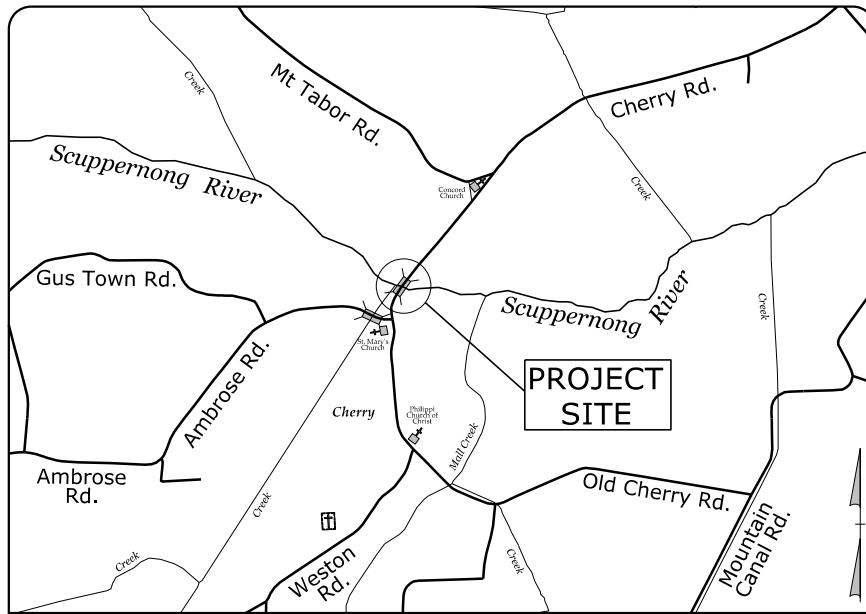 Creek
Mt Tabor Rd.
Cherry Rd.
Scuppernong River
Concord
Church
Creek
Gus Town Rd.
Scuppernong River
Creek
St. Mary's
Church
Ambrose Rd.
PROJECT
SITE
Cherry
Philippi
Church of
Christ
Mall Creek
Ambrose
Rd.
Old Cherry Rd.
Creek
Mountain
Canal Rd.
Creek
Weston
Rd.
Creek